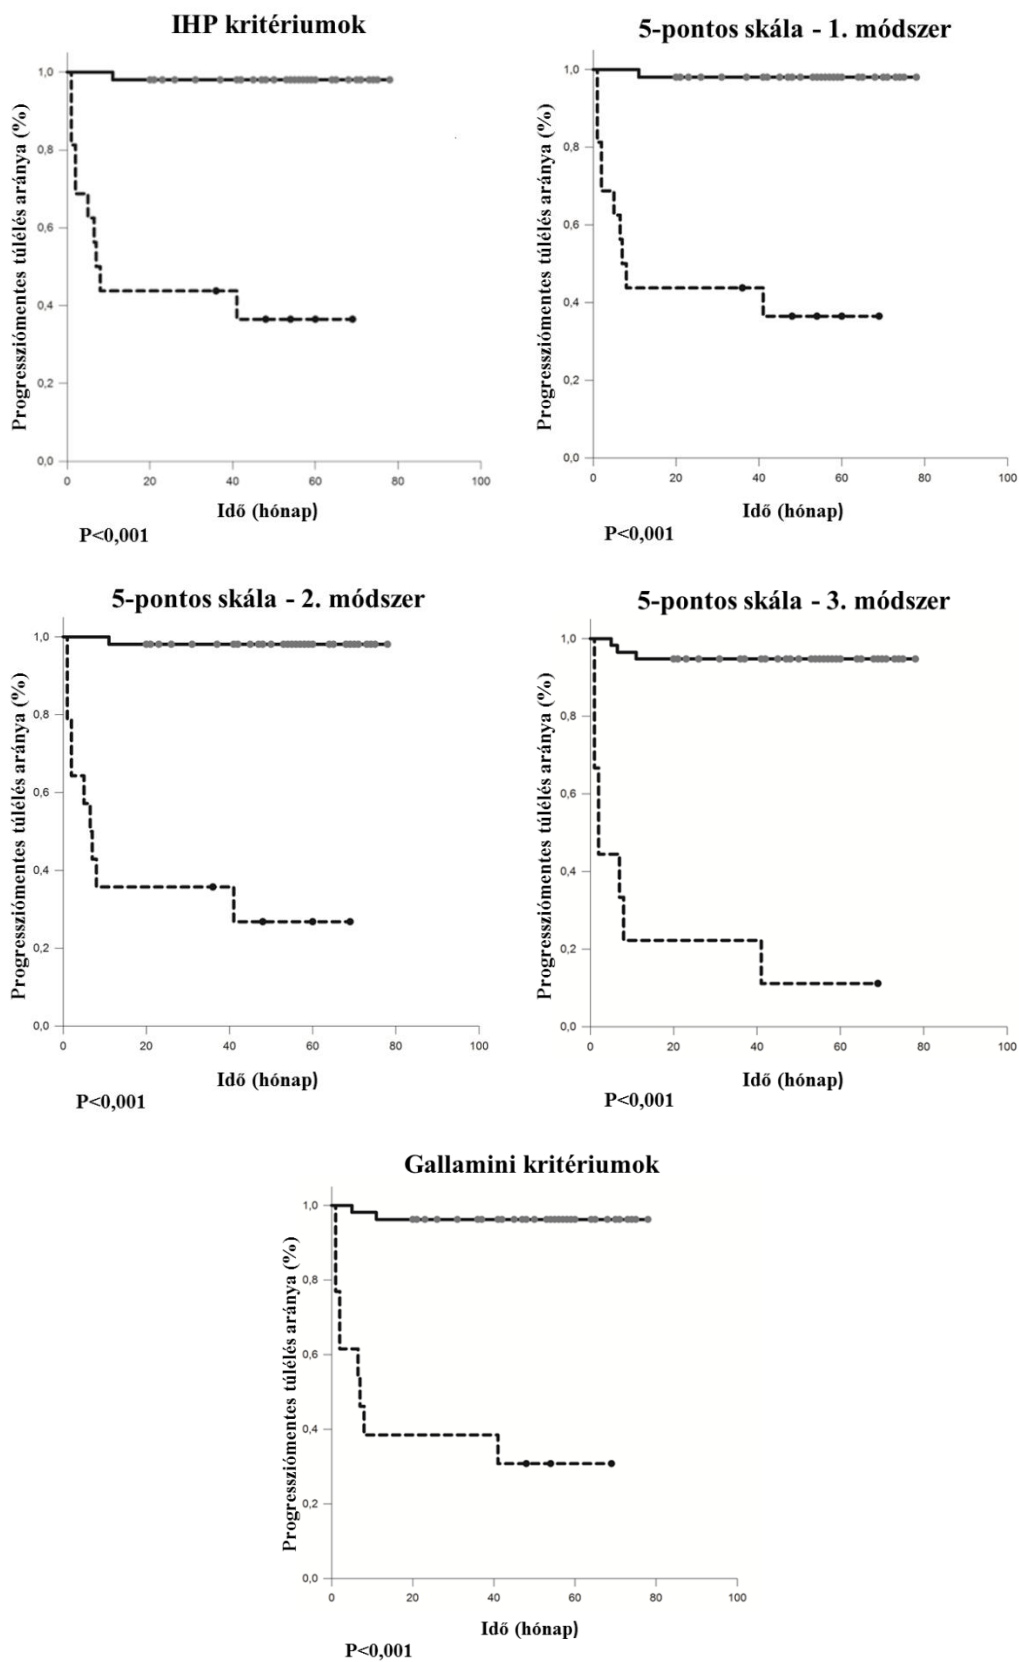 IHP kritériumok
Progressziómentes túlélés aránya (%)
1,0
0,8
0,6
0,4
0,2
0,0
0 20 40 60 80 100
Idő (hónap)
P<0,001
5-pontos skála - 1. módszer
Progressziómentes túlélés aránya (%)
1,0
0,8
0,6
0,4
0,2
0,0
0 20 40 60 80 100
Idő (hónap)
P<0,001
5-pontos skála - 2. módszer
Progressziómentes túlélés aránya (%)
1,0
0,8
0,6
0,4
0,2
0,0
0 20 40 60 80 100
Idő (hónap)
P<0,001
5-pontos skála - 3. módszer
Progressziómentes túlélés aránya (%)
1,0
0,8
0,6
0,4
0,2
0,0
0 20 40 60 80 100
Idő (hónap)
P<0,001
Gallamini kritériumok
Progressziómentes túlélés aránya (%)
1,0
0,8
0,6
0,4
0,2
0,0
0 20 40 60 80 100
Idő (hónap)
P<0,001